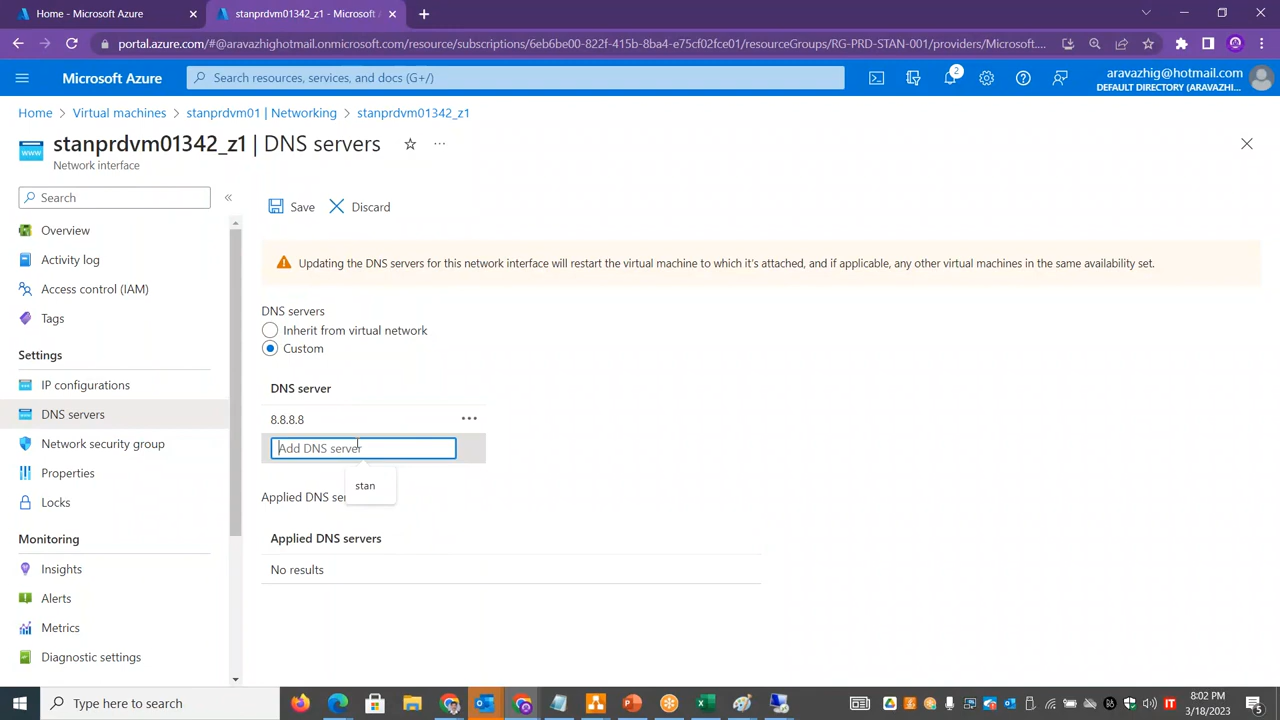 Home - Microsoft Azure
stanprdvm01342_z1 - Microsoft Az
portal.azure.com/#@aravazhighotmail.onmicrosoft.com/resource/subscriptions/6eb6be00-822f-415b-8ba4-e75cf02fce01/resourceGroups/RG-PRD-STAN-001/providers/Microsoft....
Microsoft Azure
Search resources, services, and docs (G+/)
2
aravazhig@hotmail.com
DEFAULT DIRECTORY (ARAVAZHI...
Home > Virtual machines > stanprdvm01 | Networking > stanprdvm01342_z1
stanprdvm01342_z1 | DNS servers
Network interface
Search
Save
Discard
Overview
Activity log
Access control (IAM)
Tags
Settings
IP configurations
DNS servers
Network security group
Properties
Locks
Monitoring
Insights
Alerts
Metrics
Diagnostic settings
Updating the DNS servers for this network interface will restart the virtual machine to which it's attached, and if applicable, any other virtual machines in the same availability set.
DNS servers
Inherit from virtual network
Custom
DNS server
8.8.8.8
Add DNS server
stan
Applied DNS
Applied DNS servers
No results
Type here to search
8:02 PM
3/18/2023
IT
5